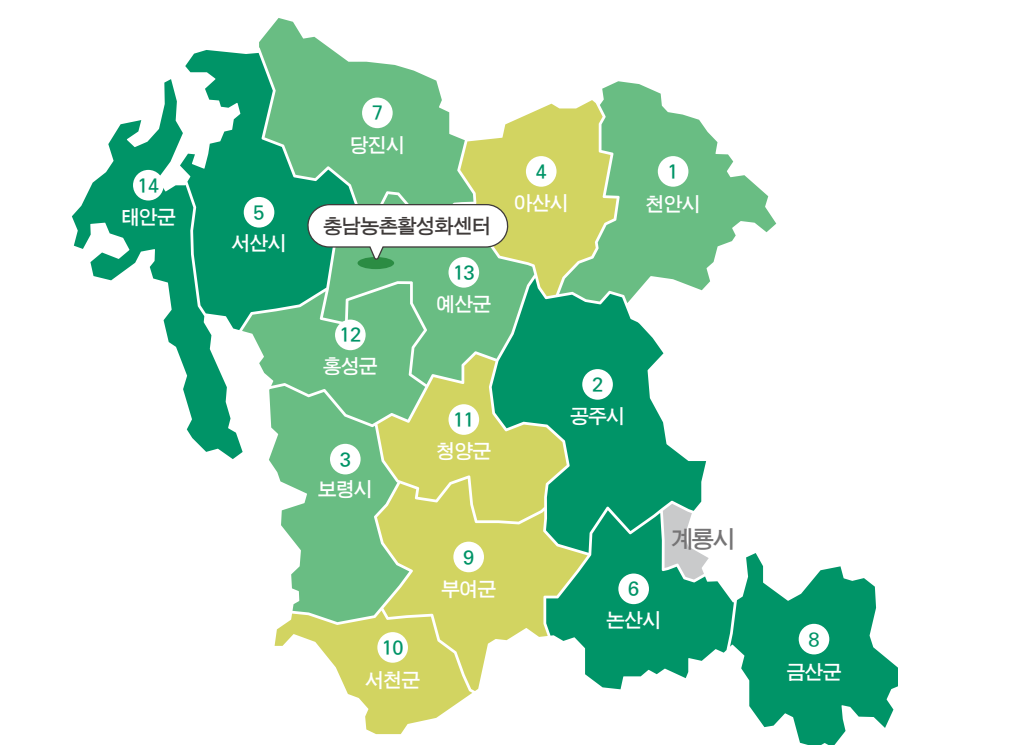 7
당진시
4
아산시
1
천안시
14
태안군
5
서산시
충남농촌활성화센터
13
예산군
12
홍성군
2
공주시
11
청양군
3
보령시
계룡시
9
부여군
6
논산시
8
금산군
10
서천군